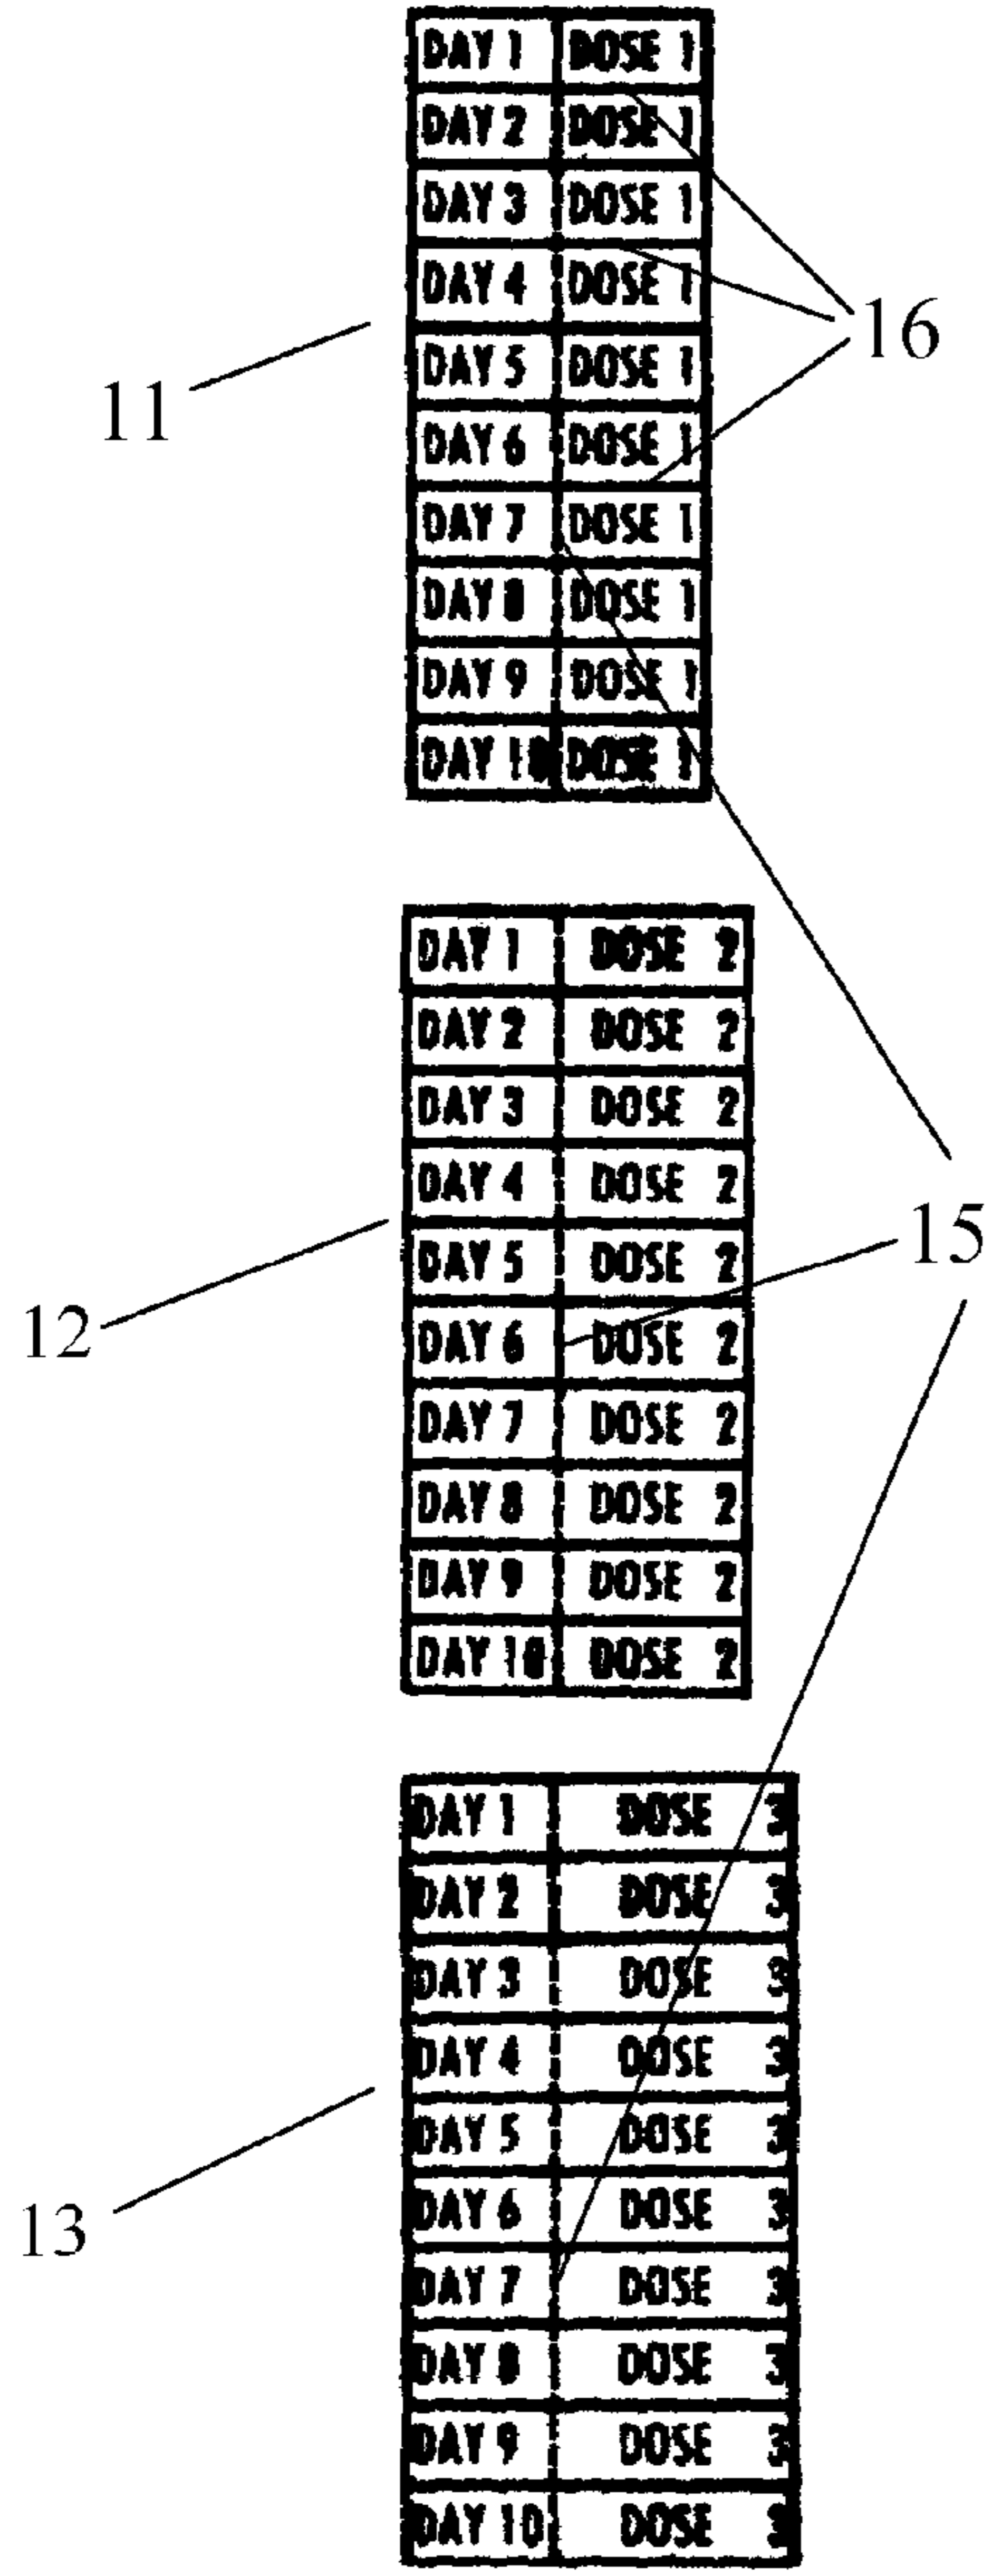 DAY 1 DOSE 1
DAY 2 DOSE 1
DAY 3 DOSE 1
DAY 4 DOSE 1
16
11
DAY 5 DOSE 1
DAY 6 DOSE 1
DAY 7 DOSE 1
DAY 8 DOSE 1
DAY 9 DOSE 1
DAY 10 DOSE 1
DAY 1 DOSE 2
DAY 2 DOSE 2
DAY 3 DOSE 2
DAY 4 DOSE 2
15
DAY 5 DOSE 2
12
DAY 6 DOSE 2
DAY 7 DOSE 2
DAY 8 DOSE 2
DAY 9 DOSE 2
DAY 10 DOSE 2
DAY 1 DOSE 3
DAY 2 DOSE 3
DAY 3 DOSE 3
DAY 4 DOSE 3
DAY 5 DOSE 3
13
DAY 6 DOSE 3
DAY 7 DOSE 3
DAY 8 DOSE 3
DAY 9 DOSE 3
DAY 10 DOSE 3